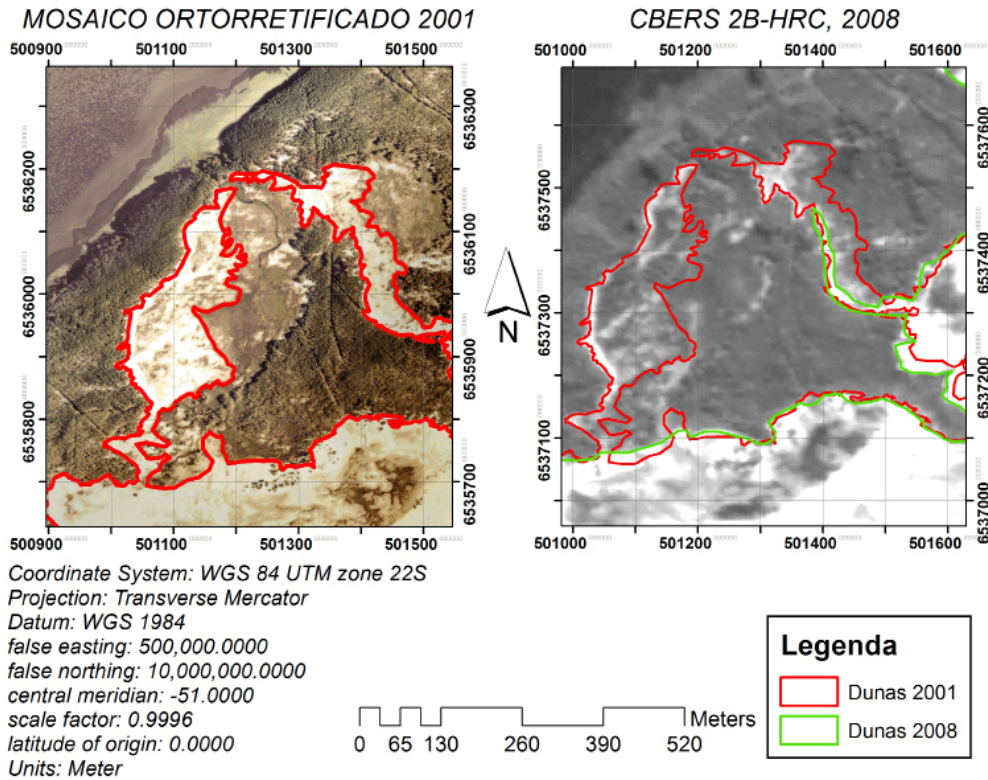 MOSAICO ORTORRETIFICADO 2001
500900 501100 501300 501500
6536300
6536200
6536100
6536000
6535900
6535800
6535700
500900 501100 501300 501500
CBERS 2B-HRC, 2008
501000 501200 501400 501600
6537600
6537500
6537400
6537300
6537200
6537100
6537000
501000 501200 501400 501600
N
Coordinate System: WGS 84 UTM zone 22S
Projection: Transverse Mercator
Datum: WGS 1984
false easting: 500,000.0000
false northing: 10,000,000.0000
central meridian: -51.0000
scale factor: 0.9996
latitude of origin: 0.0000
Units: Meter
Meters
0 65 130 260 390 520
Legenda
Dunas 2001
Dunas 2008